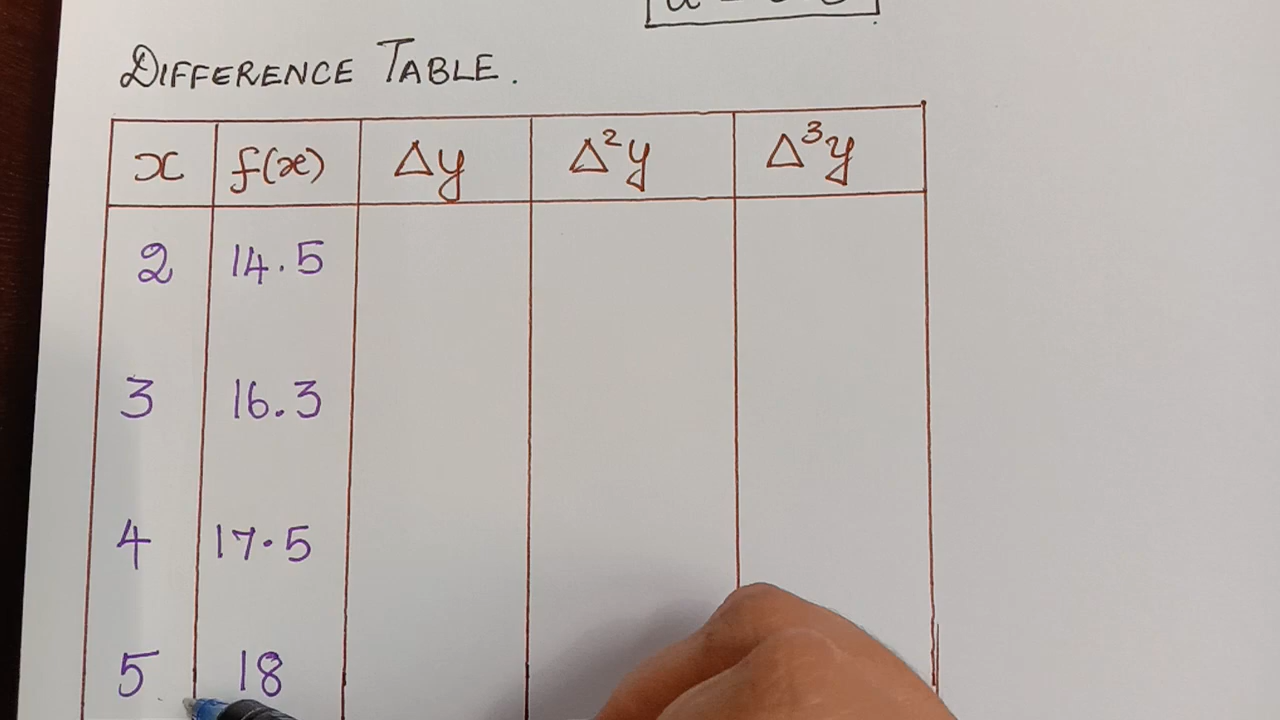 DIFFERENCE TABLE.
x f(x) Δy Δ²y Δ³y
2 14.5
3 16.3
4 17.5
5 18